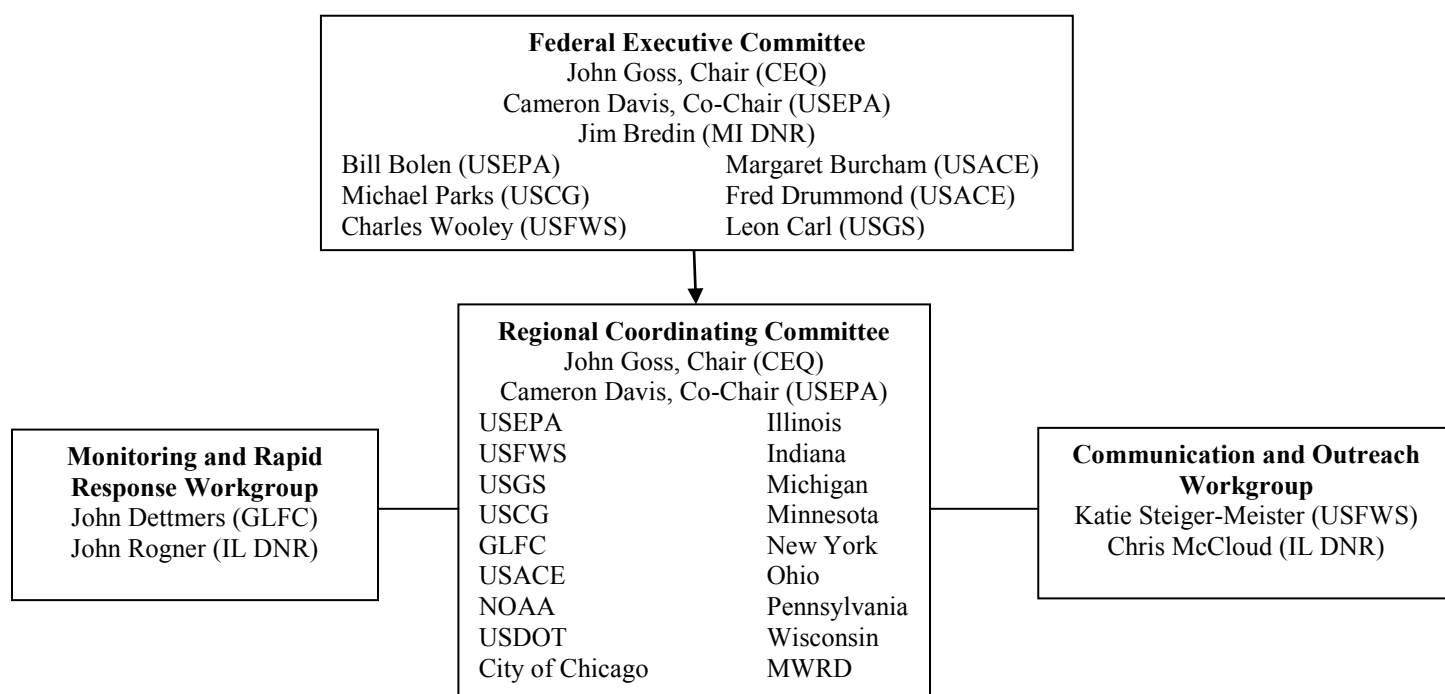 Federal Executive Committee
John Goss, Chair (CEQ)
Cameron Davis, Co-Chair (USEPA)
Jim Bredin (MI DNR)
Bill Bolen (USEPA) Margaret Burcham (USACE)
Michael Parks (USCG) Fred Drummond (USACE)
Charles Wooley (USFWS) Leon Carl (USGS)
Regional Coordinating Committee
John Goss, Chair (CEQ)
Cameron Davis, Co-Chair (USEPA)
USEPA Illinois
USFWS Indiana
USGS Michigan
USCG Minnesota
GLFC New York
USACE Ohio
NOAA Pennsylvania
USDOT Wisconsin
City of Chicago MWRD
Monitoring and Rapid
Response Workgroup
John Dettmers (GLFC)
John Rogner (IL DNR)
Communication and Outreach
Workgroup
Katie Steiger-Meister (USFWS)
Chris McCloud (IL DNR)